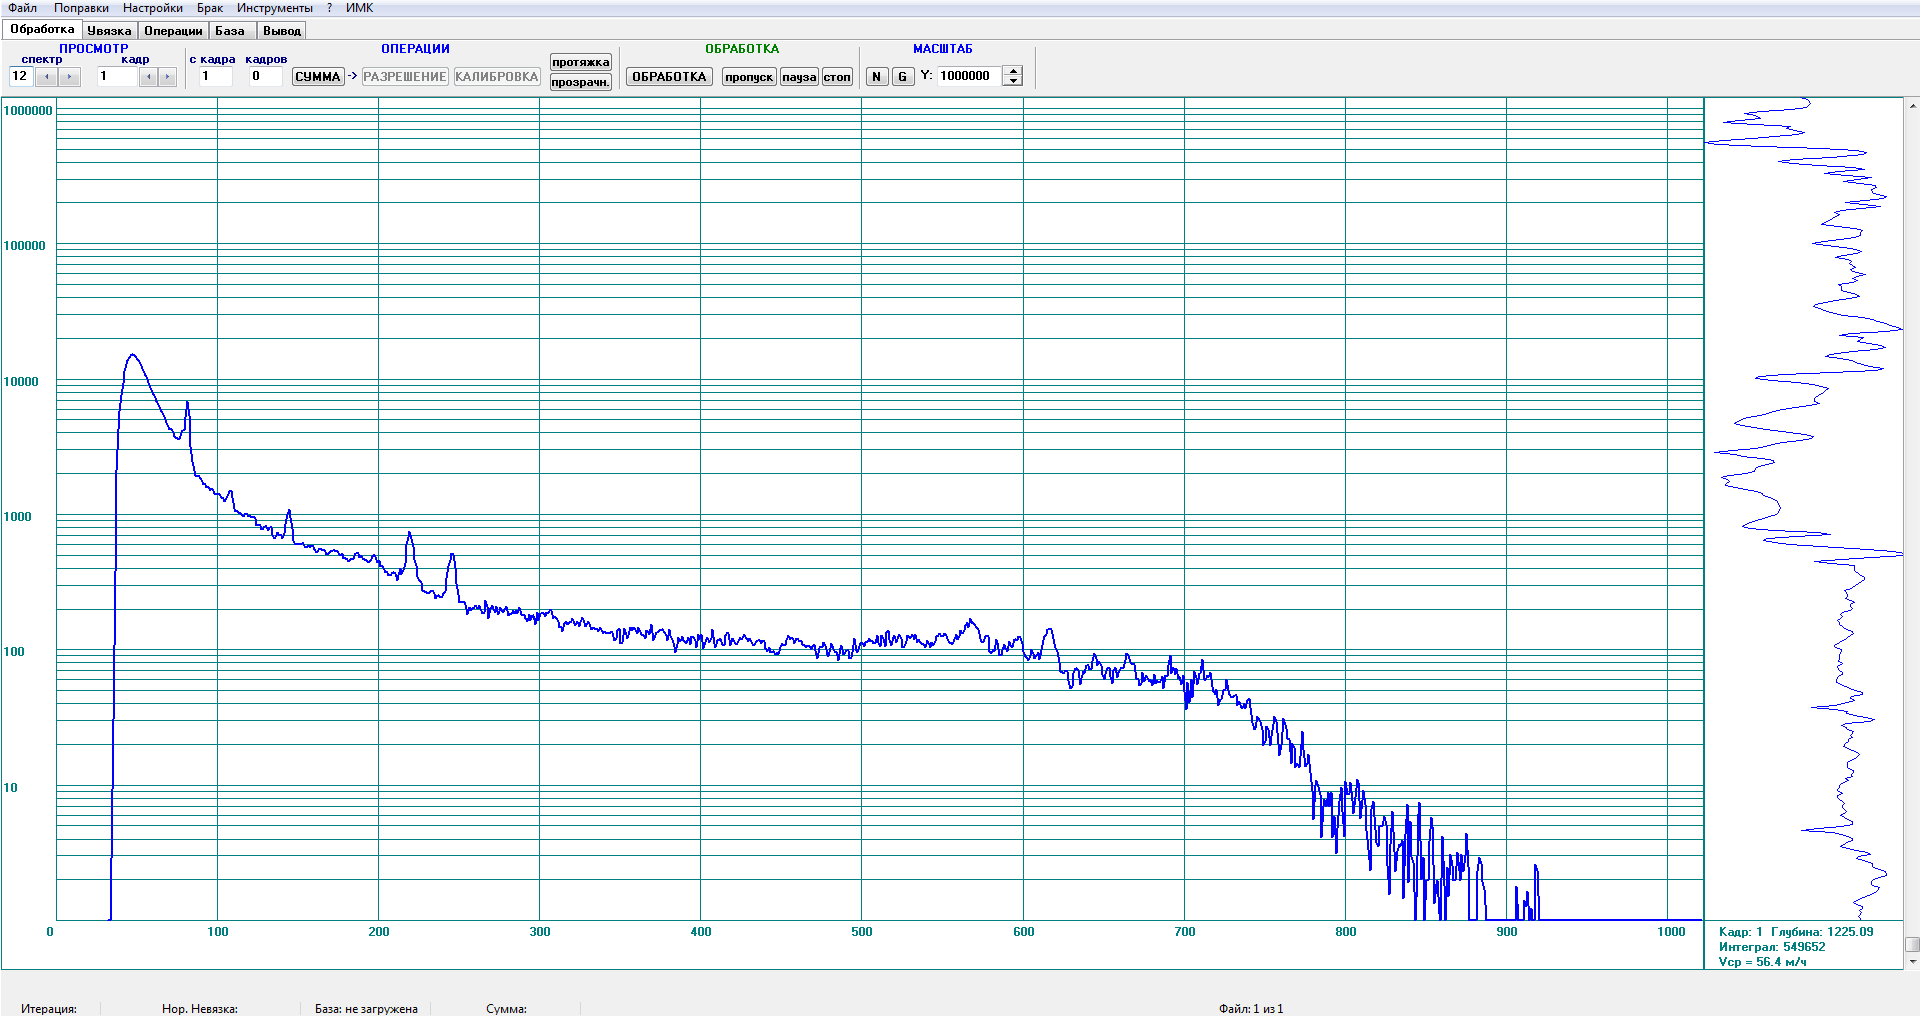 Файл Поправки Настройки Брак Инструменты ? ИМК
Обработка Увязка Операции База Вывод
ПРОСМОТР ОПЕРАЦИИ ОБРАБОТКА МАСШТАБ
спектр кадр с кадра кадров
12 1 1 0 СУММА -> РАЗРЕШЕНИЕ КАЛИБРОВКА протяжка прозрачн. ОБРАБОТКА пропуск пауза стоп N G Y: 1000000
1000000
100000
10000
1000
100
10
0 100 200 300 400 500 600 700 800 900 1000
Кадр: 1 Глубина: 1225.09
Интеграл: 549652
Vср = 56.4 м/ч
Итерация: Нор. Невязка: База: не загружена Сумма: Файл: 1 из 1